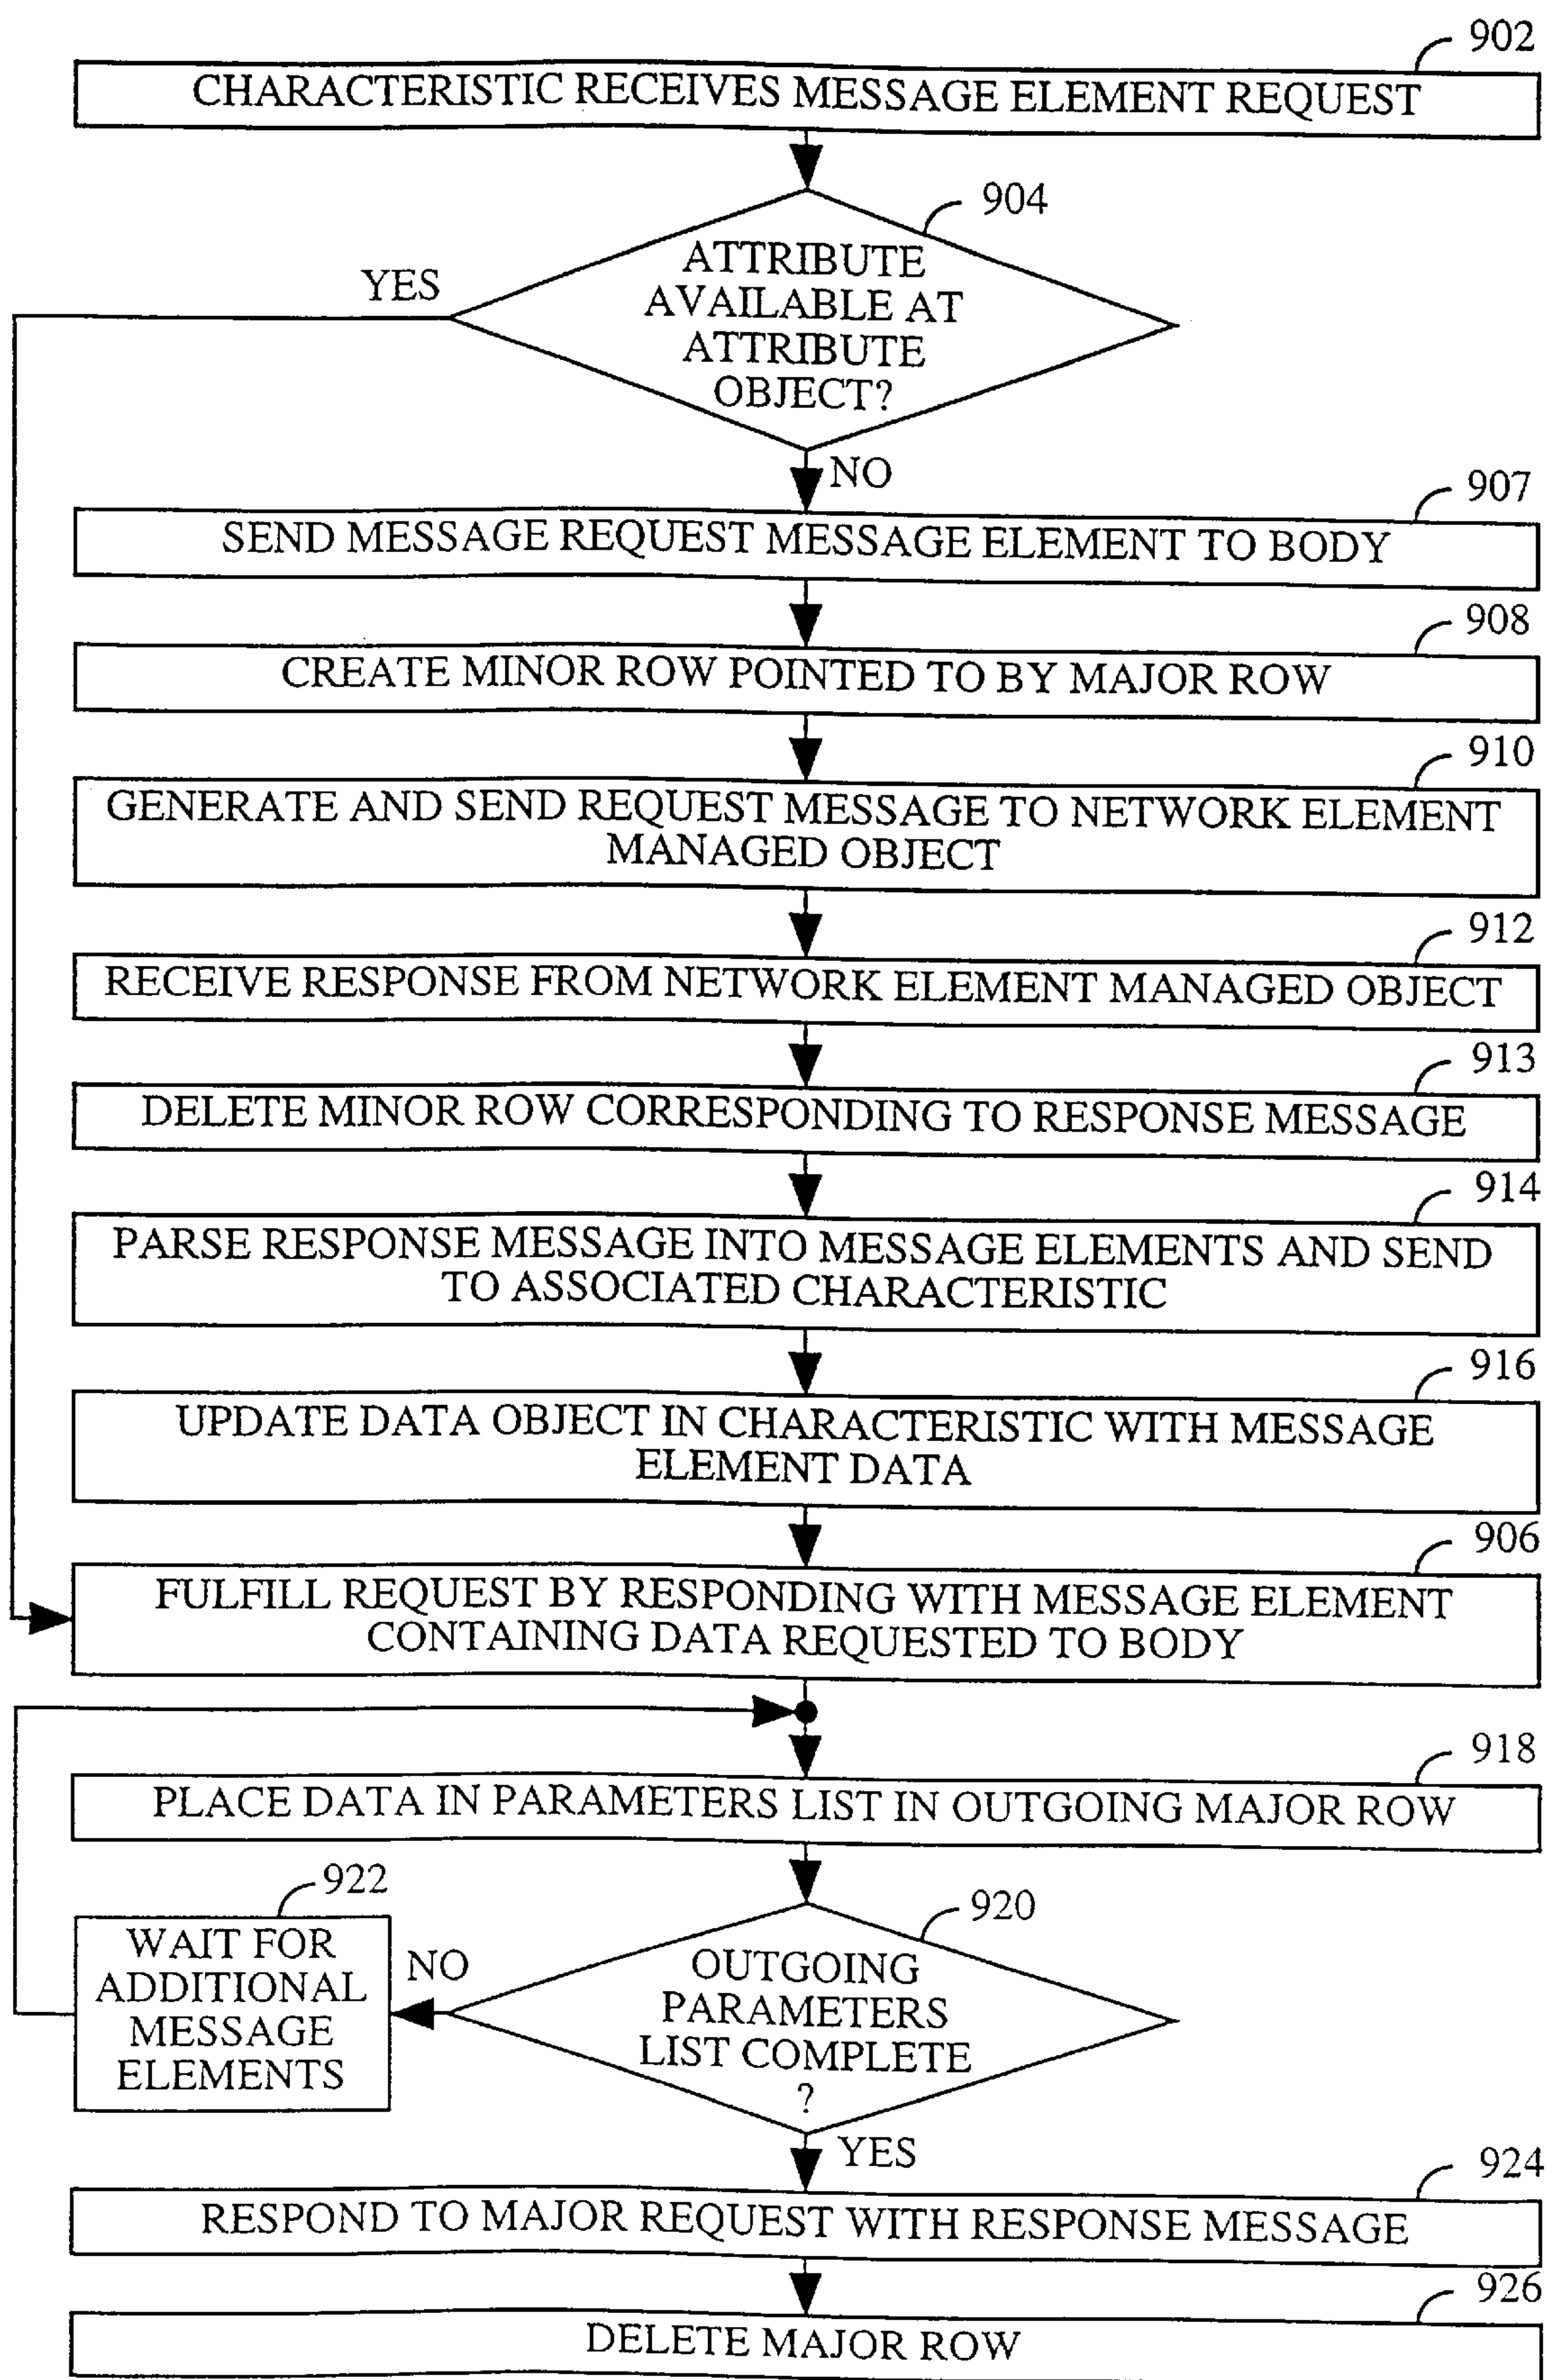 902
CHARACTERISTIC RECEIVES MESSAGE ELEMENT REQUEST
904
ATTRIBUTE
AVAILABLE AT
ATTRIBUTE
OBJECT?
YES
NO
907
SEND MESSAGE REQUEST MESSAGE ELEMENT TO BODY
908
CREATE MINOR ROW POINTED TO BY MAJOR ROW
910
GENERATE AND SEND REQUEST MESSAGE TO NETWORK ELEMENT
MANAGED OBJECT
912
RECEIVE RESPONSE FROM NETWORK ELEMENT MANAGED OBJECT
913
DELETE MINOR ROW CORRESPONDING TO RESPONSE MESSAGE
914
PARSE RESPONSE MESSAGE INTO MESSAGE ELEMENTS AND SEND
TO ASSOCIATED CHARACTERISTIC
916
UPDATE DATA OBJECT IN CHARACTERISTIC WITH MESSAGE
ELEMENT DATA
906
FULFILL REQUEST BY RESPONDING WITH MESSAGE ELEMENT
CONTAINING DATA REQUESTED TO BODY
918
PLACE DATA IN PARAMETERS LIST IN OUTGOING MAJOR ROW
922
WAIT FOR
ADDITIONAL
MESSAGE
ELEMENTS
NO
920
OUTGOING
PARAMETERS
LIST COMPLETE
?
YES
924
RESPOND TO MAJOR REQUEST WITH RESPONSE MESSAGE
926
DELETE MAJOR ROW